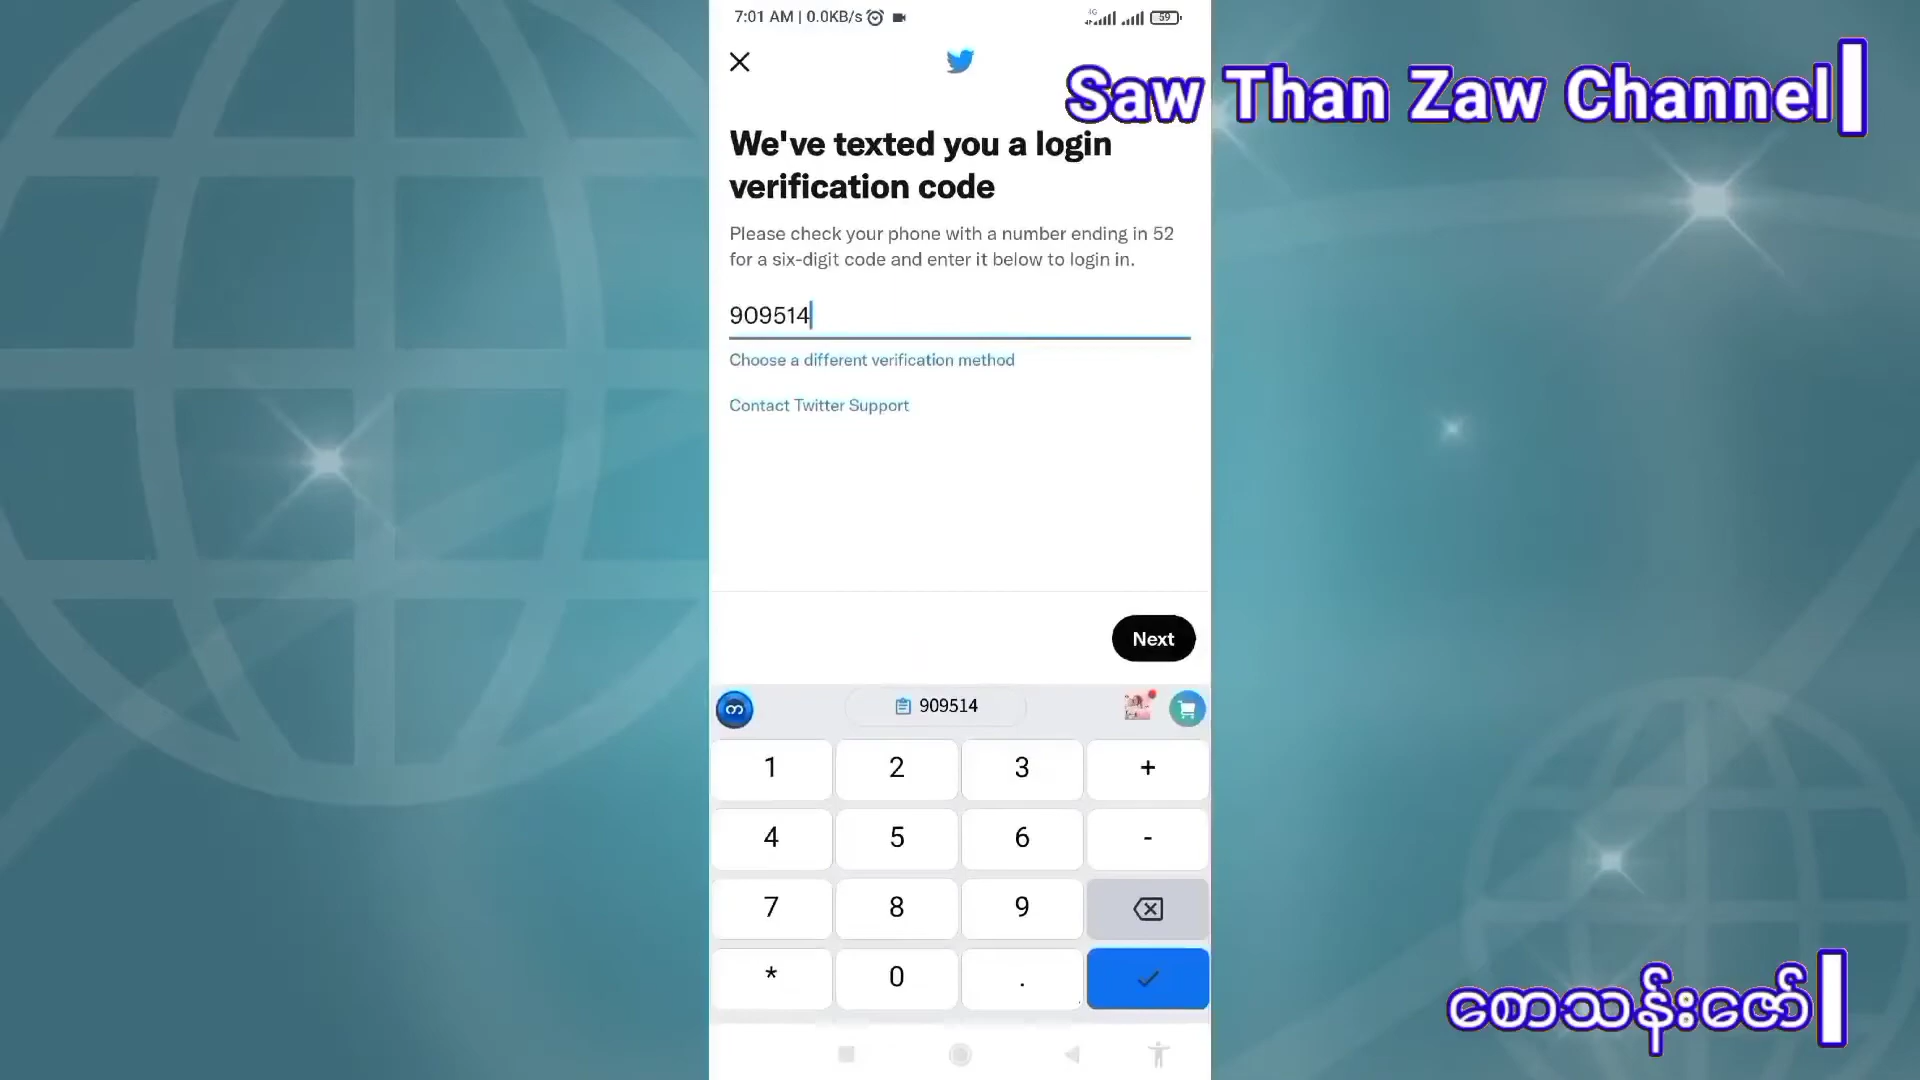 7:01 AM | 0.0KB/s
4G
59
Saw Than Zaw Channel
We've texted you a login
verification code
Please check your phone with a number ending in 52
for a six-digit code and enter it below to login in.
909514
Choose a different verification method
Contact Twitter Support
Next
909514
1 2 3 +
4 5 6 -
7 8 9
* 0 .
စောသန်းဇော်